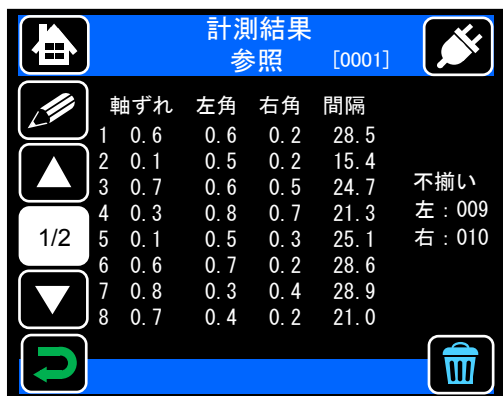 計測結果
参照 [0001]
軸ずれ 左角 右角 間隔
1 0.6 0.6 0.2 28.5
2 0.1 0.5 0.2 15.4
3 0.7 0.6 0.5 24.7
4 0.3 0.8 0.7 21.3
5 0.1 0.5 0.3 25.1
6 0.6 0.7 0.2 28.6
7 0.8 0.3 0.4 28.9
8 0.7 0.4 0.2 21.0
1/2
不揃い
左：009
右：010